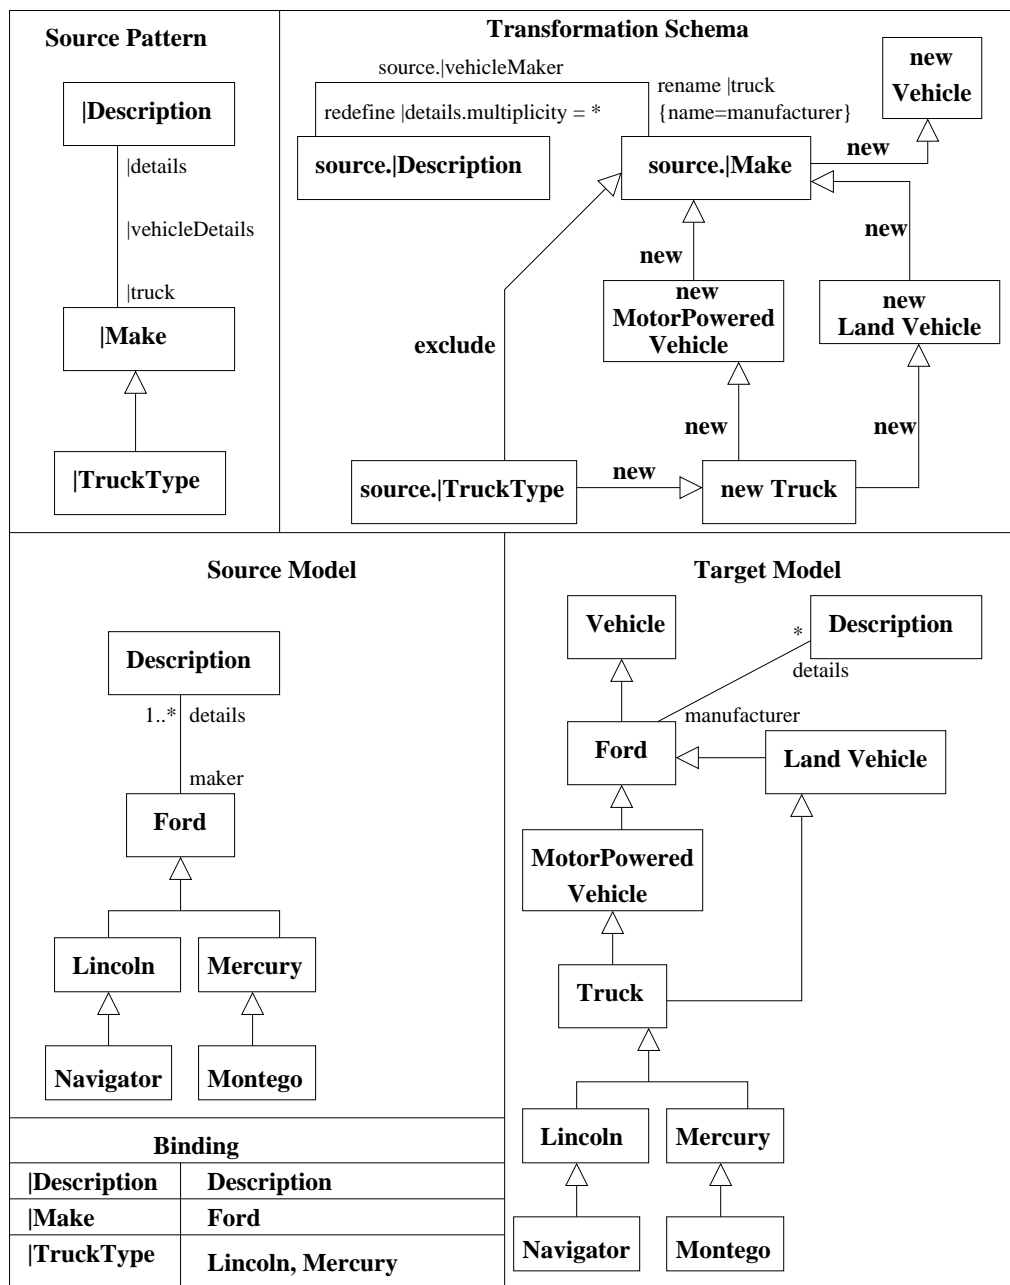 Source Pattern
|Description
|details
|vehicleDetails
|truck
|Make
|TruckType
Transformation Schema
source.|vehicleMaker
redefine |details.multiplicity = *
rename |truck
{name=manufacturer}
new
Vehicle
source.|Description
source.|Make
new
new
new
exclude
new
MotorPowered
Vehicle
new
Land Vehicle
new
new
source.|TruckType
new
new Truck
Source Model
Description
1..*
details
maker
Ford
Lincoln
Mercury
Navigator
Montego
Binding
|Description
Description
|Make
Ford
|TruckType
Lincoln, Mercury
Target Model
Vehicle
*
Description
details
manufacturer
Ford
Land Vehicle
MotorPowered
Vehicle
Truck
Lincoln
Mercury
Navigator
Montego